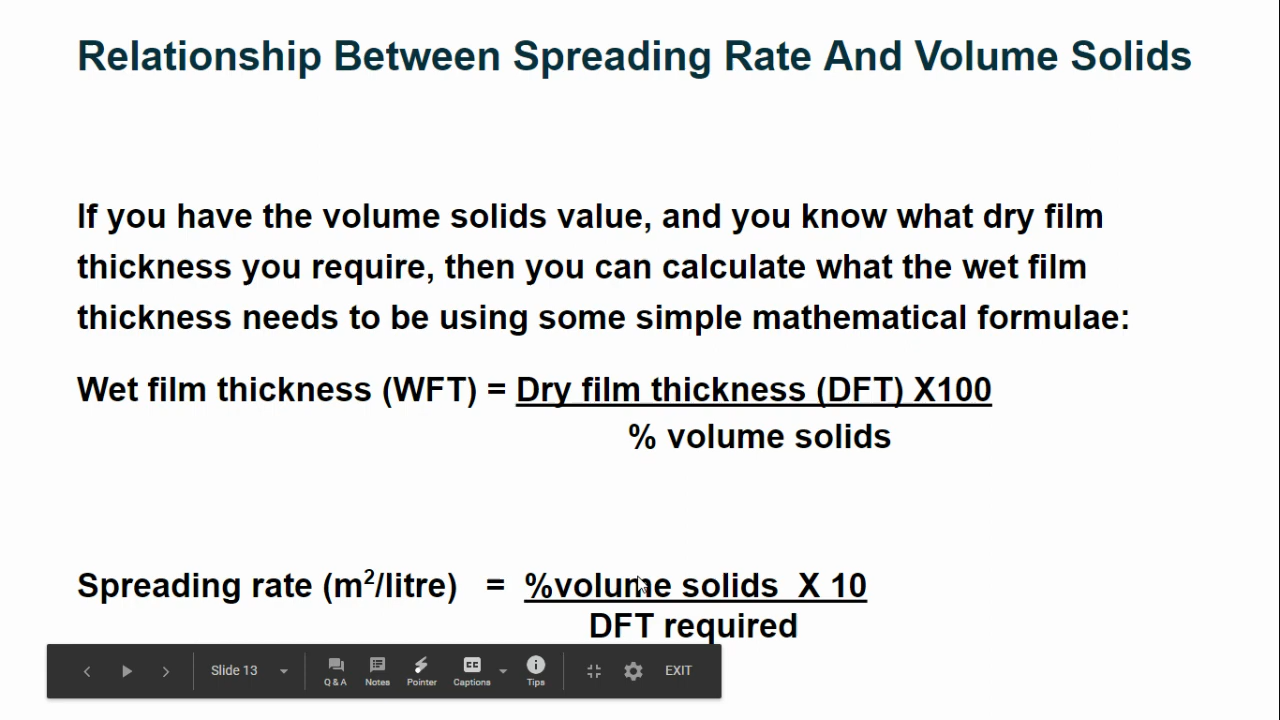 Relationship Between Spreading Rate And Volume Solids
If you have the volume solids value, and you know what dry film
thickness you require, then you can calculate what the wet film
thickness needs to be using some simple mathematical formulae:
Wet film thickness (WFT) = Dry film thickness (DFT) X100
% volume solids
Spreading rate (m²/litre) = %volume solids X 10
DFT required
Slide 13
Q & A
Notes
Pointer
CC
Captions
Tips
EXIT